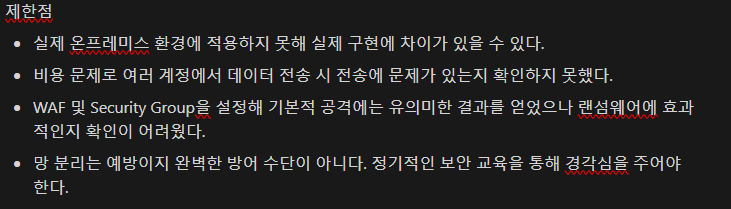 제한점
• 실제 온프레미스 환경에 적용하지 못해 실제 구현에 차이가 있을 수 있다.
• 비용 문제로 여러 계정에서 데이터 전송 시 전송에 문제가 있는지 확인하지 못했다.
• WAF 및 Security Group을 설정해 기본적 공격에는 유의미한 결과를 얻었으나 랜섬웨어에 효과
적인지 확인이 어려웠다.
• 망 분리는 예방이지 완벽한 방어 수단이 아니다. 정기적인 보안 교육을 통해 경각심을 주어야
한다.